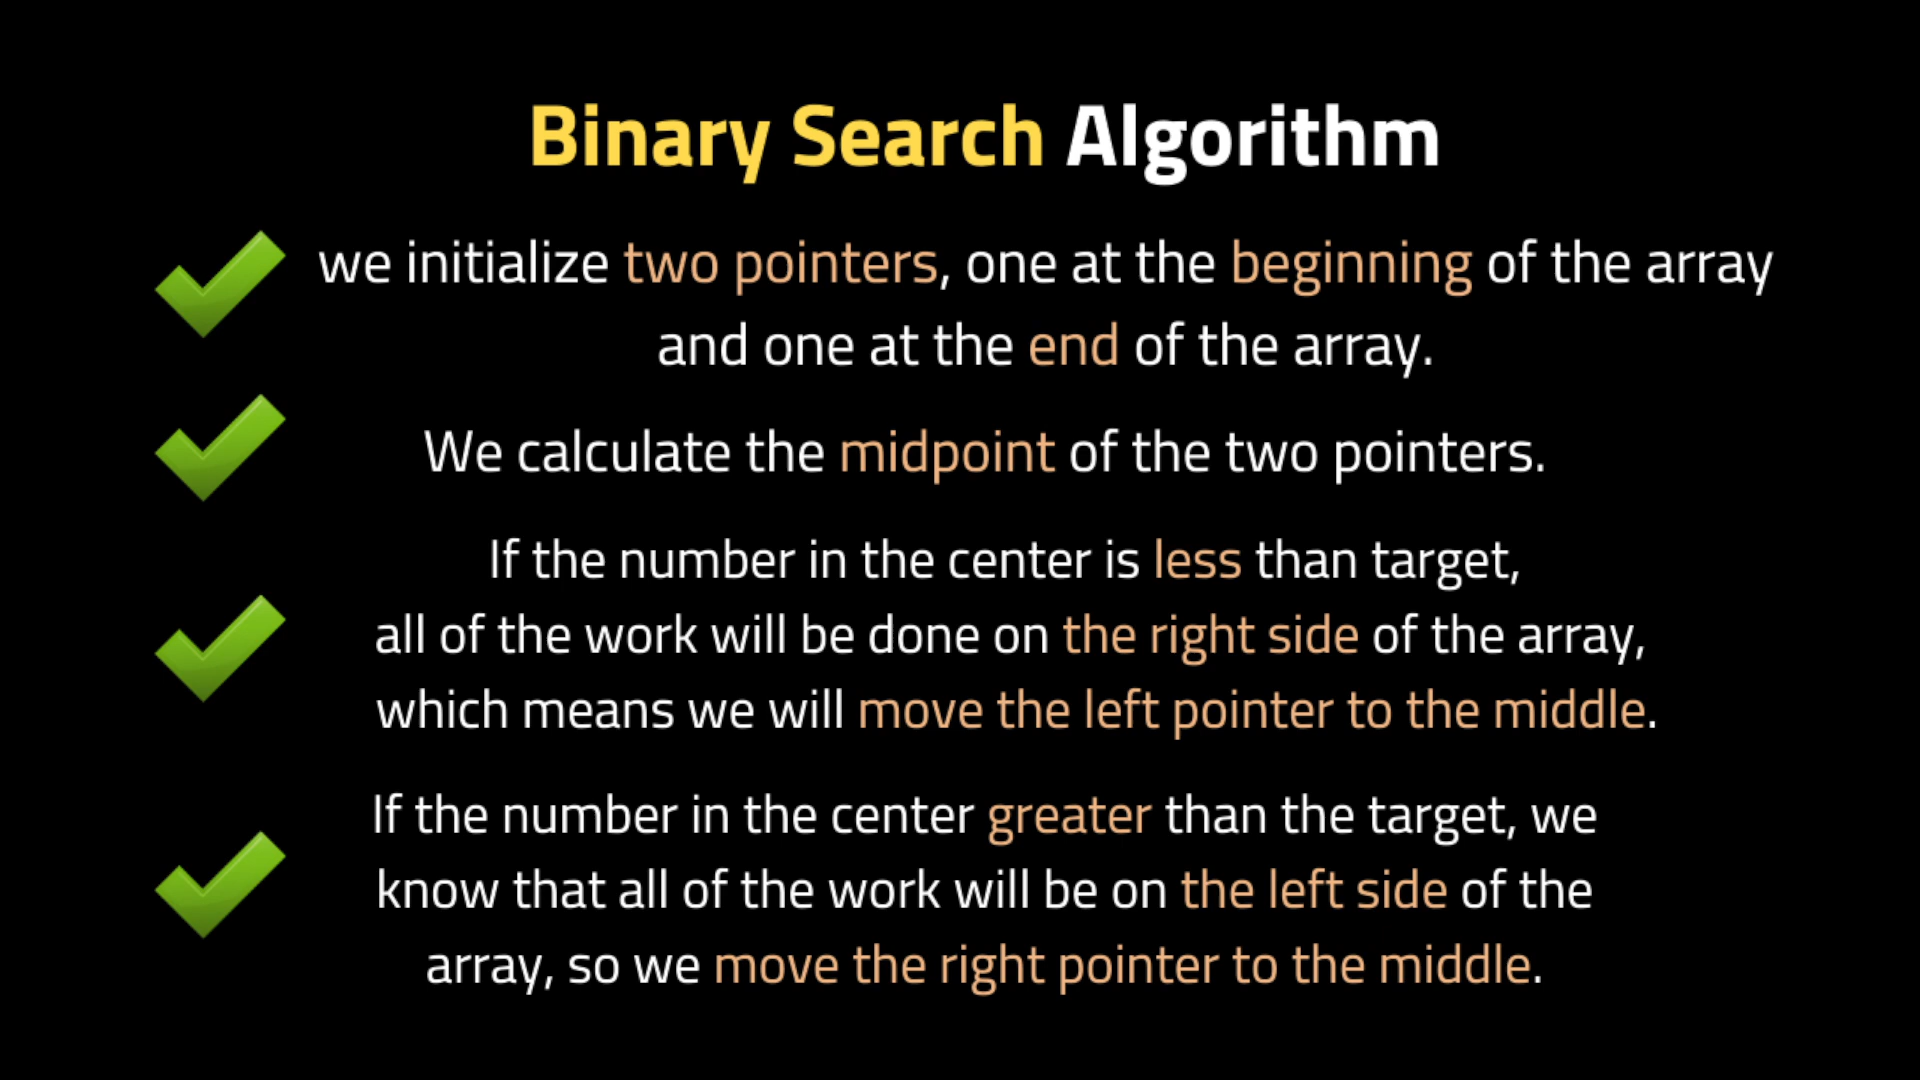 Binary Search Algorithm
we initialize two pointers, one at the beginning of the array
and one at the end of the array.
We calculate the midpoint of the two pointers.
If the number in the center is less than target,
all of the work will be done on the right side of the array,
which means we will move the left pointer to the middle.
If the number in the center greater than the target, we
know that all of the work will be on the left side of the
array, so we move the right pointer to the middle.